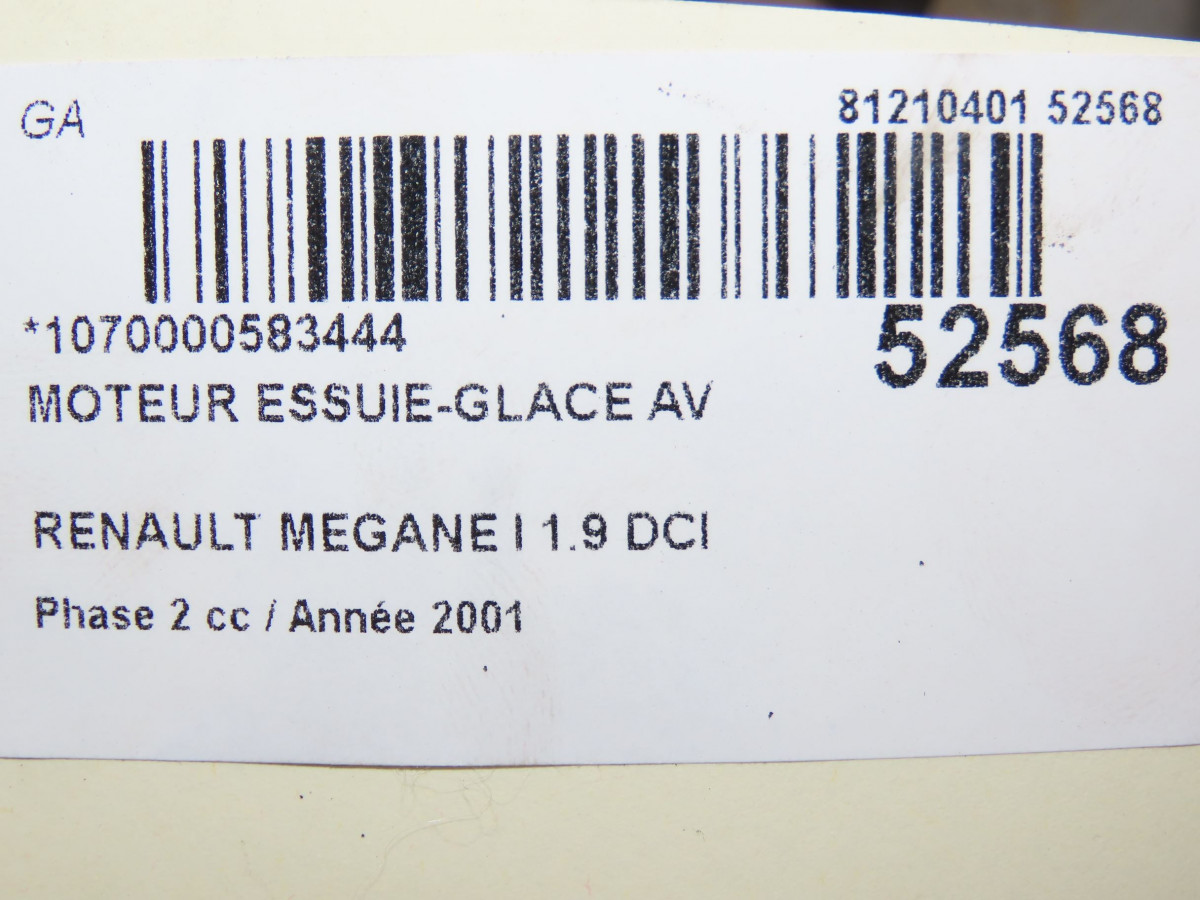 GA
81210401 52568
*1070000583444
52568
MOTEUR ESSUIE-GLACE AV
RENAULT MEGANE I 1.9 DCI
Phase 2 cc / Année 2001